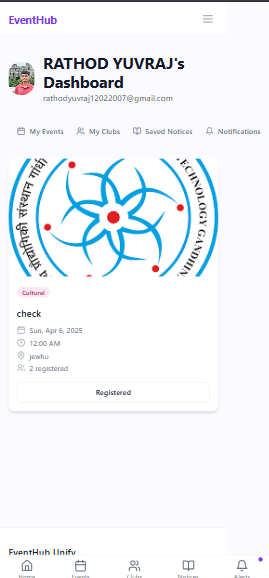 EventHub
RATHOD YUVRAJ's
Dashboard
rathodyuvraj12022007@gmail.com
My Events
My Clubs
Saved Notices
Notifications
TECHNOLOGY GANDHIN
संस्थान गांधी
Cultural
check
Sun, Apr 6, 2025
12:00 AM
jewhu
2 registered
Registered
EventHub Unify
Home
Events
Clubs
Notices
Alerts